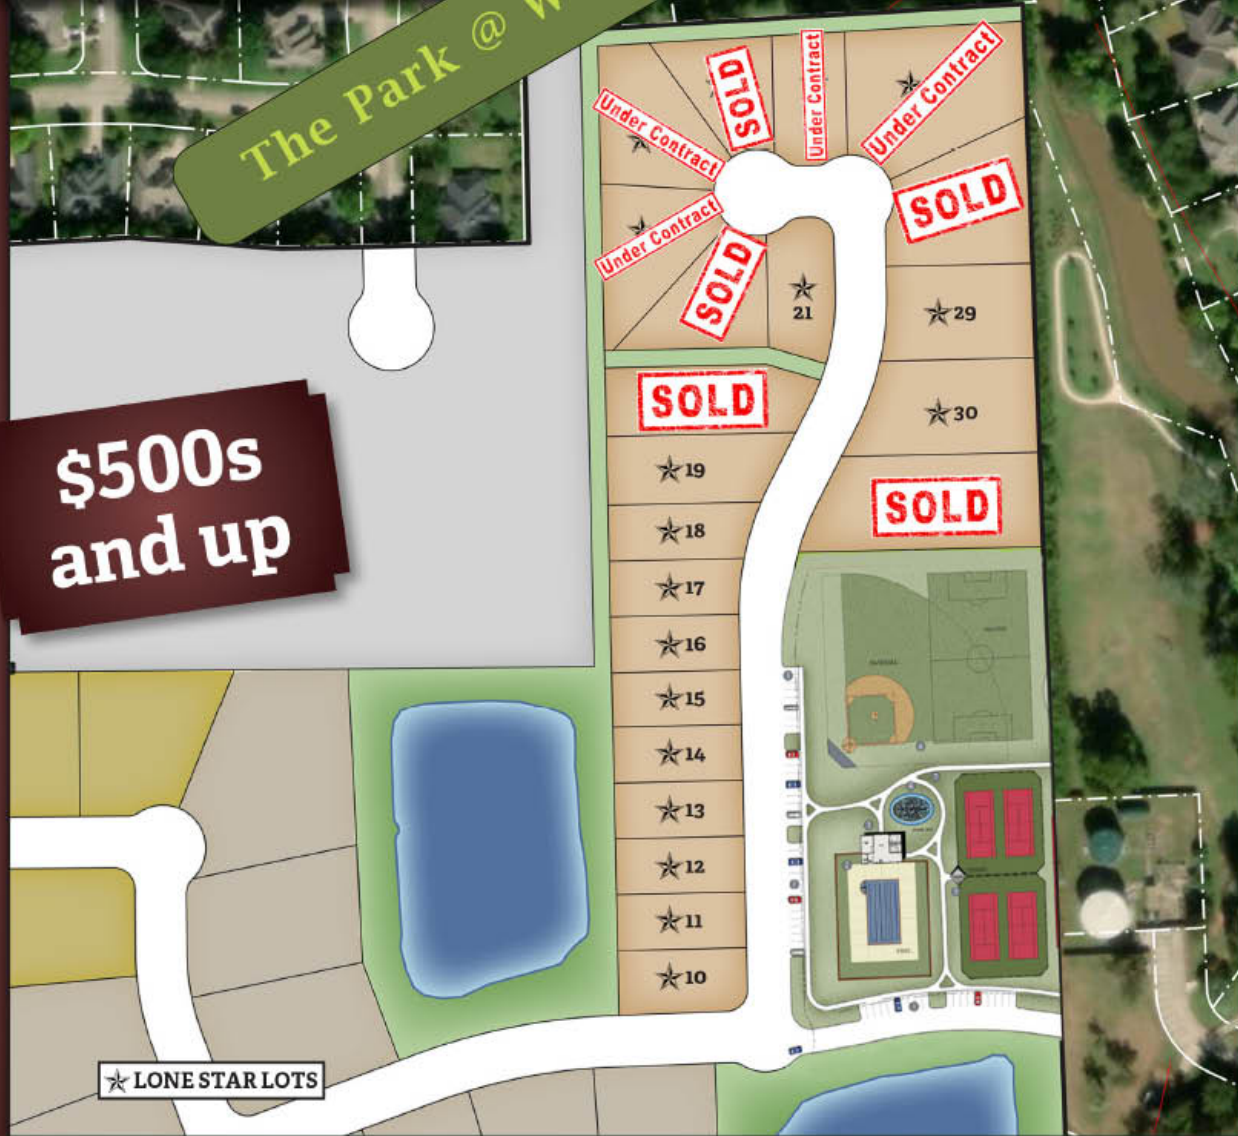 The Park @ W
SOLD
Under Contract
Under Contract
Under Contract
SOLD
Under Contract
SOLD
21
29
SOLD
30
19
SOLD
18
17
16
15
14
13
12
11
10
$500s
and up
LONE STAR LOTS